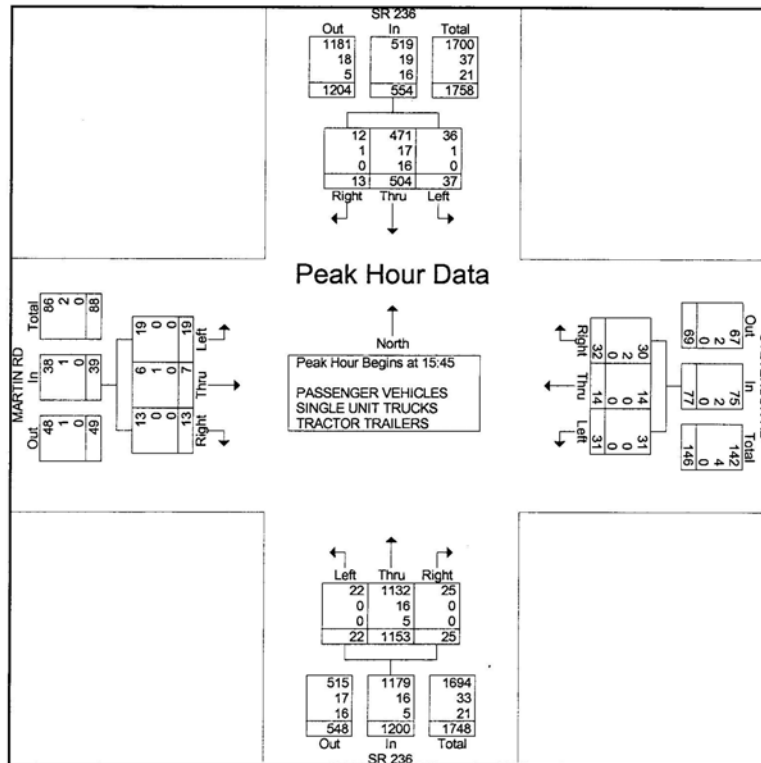 SR 236
Out In Total
1181 519 1700
18 19 37
5 16 21
1204 554 1758
12 471 36
1 17 1
0 16 0
13 504 37
Right Thru Left
Peak Hour Data
North
Peak Hour Begins at 15:45
PASSENGER VEHICLES
SINGLE UNIT TRUCKS
TRACTOR TRAILERS
MARTIN RD
Total
86 2 0 88
In
38 1 0 39
Out
48 1 0 49
Left
19 0 0 19
Thru
6 1 0 7
Right
13 0 0 13
Right
30 2 0 32
Thru
14 0 0 14
Left
31 0 0 31
Out
67 2 0 69
In
75 2 0 77
Total
142 4 0 146
Left Thru Right
22 1132 25
0 16 0
0 5 0
22 1153 25
515 1179 1694
17 16 33
16 5 21
548 1200 1748
Out In Total
SR 236